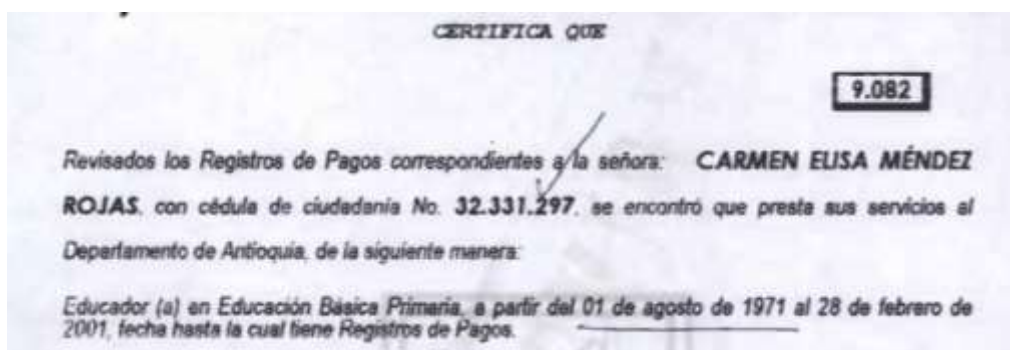 CERTIFICA QUE
9.082
Revisados los Registros de Pagos correspondientes a la señora: CARMEN ELISA MÉNDEZ
ROJAS, con cédula de ciudadanía No. 32.331.297, se encontró que presta sus servicios al
Departamento de Antioquia, de la siguiente manera:
Educador (a) en Educación Básica Primaria, a partir del 01 de agosto de 1971 al 28 de febrero de
2001, fecha hasta la cual tiene Registros de Pagos.